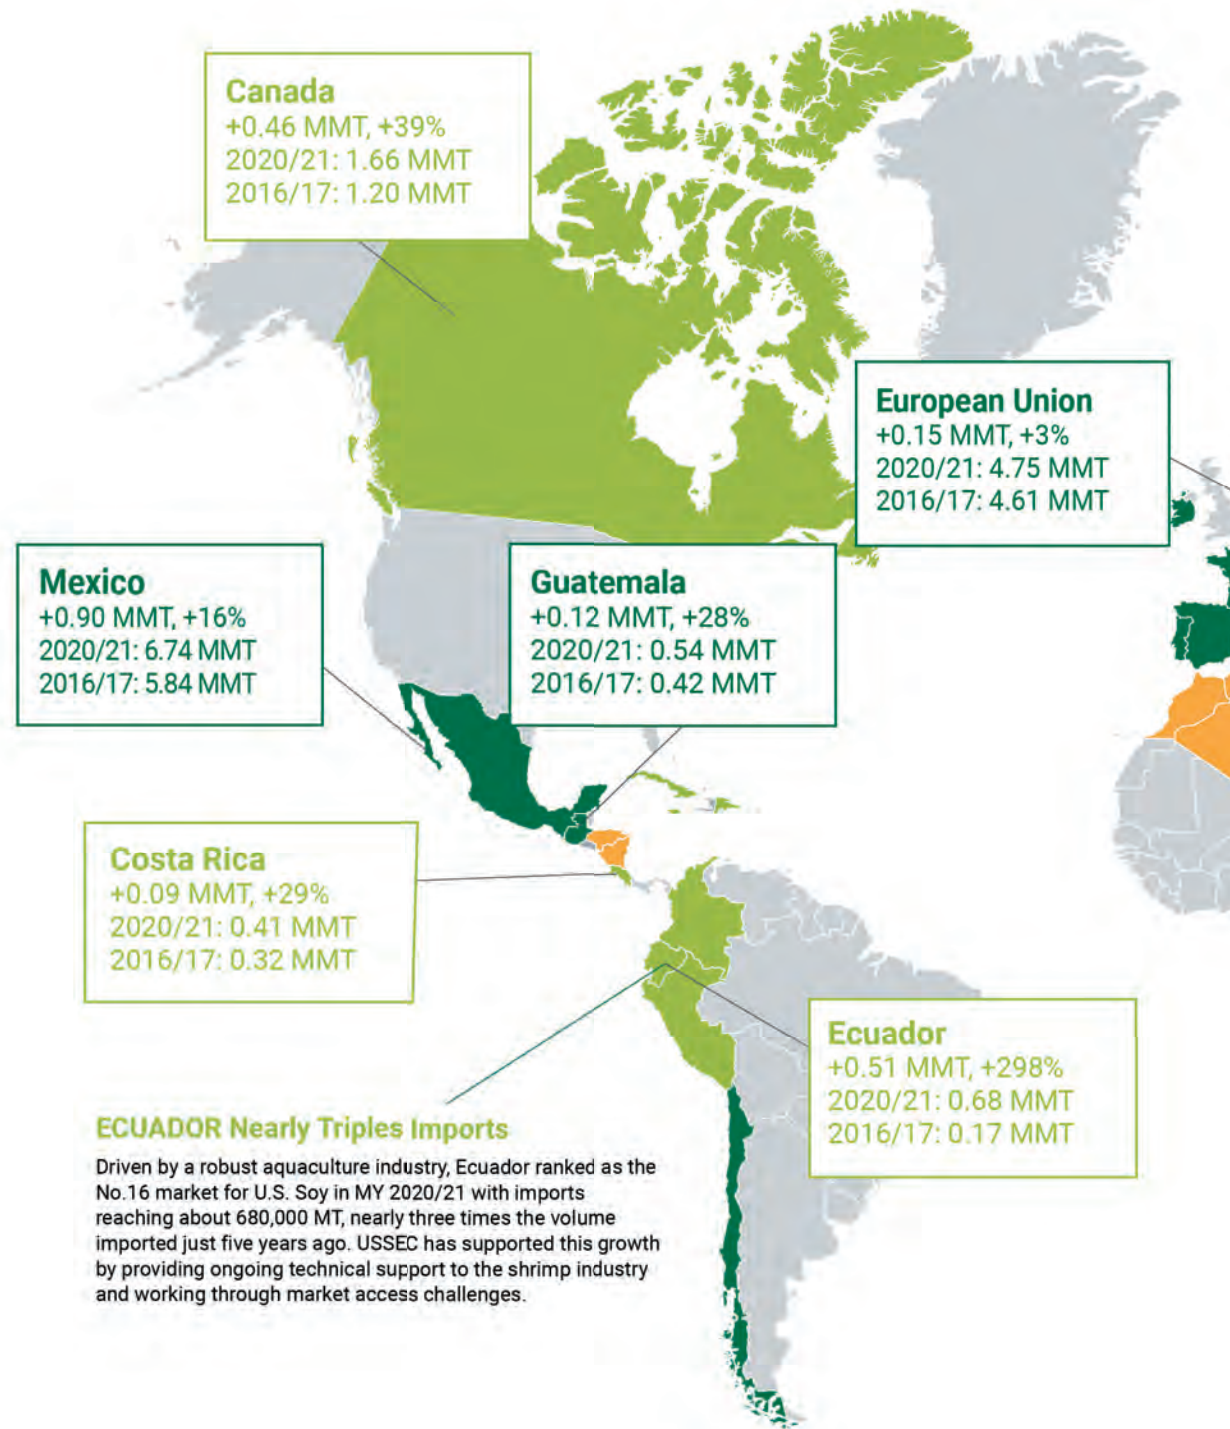 Canada
+0.46 MMT, +39%
2020/21: 1.66 MMT
2016/17: 1.20 MMT
European Union
+0.15 MMT, +3%
2020/21: 4.75 MMT
2016/17: 4.61 MMT
Mexico
+0.90 MMT, +16%
2020/21: 6.74 MMT
2016/17: 5.84 MMT
Guatemala
+0.12 MMT, +28%
2020/21: 0.54 MMT
2016/17: 0.42 MMT
Costa Rica
+0.09 MMT, +29%
2020/21: 0.41 MMT
2016/17: 0.32 MMT
Ecuador
+0.51 MMT, +298%
2020/21: 0.68 MMT
2016/17: 0.17 MMT
ECUADOR Nearly Triples Imports
Driven by a robust aquaculture industry, Ecuador ranked as the
No.16 market for U.S. Soy in MY 2020/21 with imports
reaching about 680,000 MT, nearly three times the volume
imported just five years ago. USSEC has supported this growth
by providing ongoing technical support to the shrimp industry
and working through market access challenges.